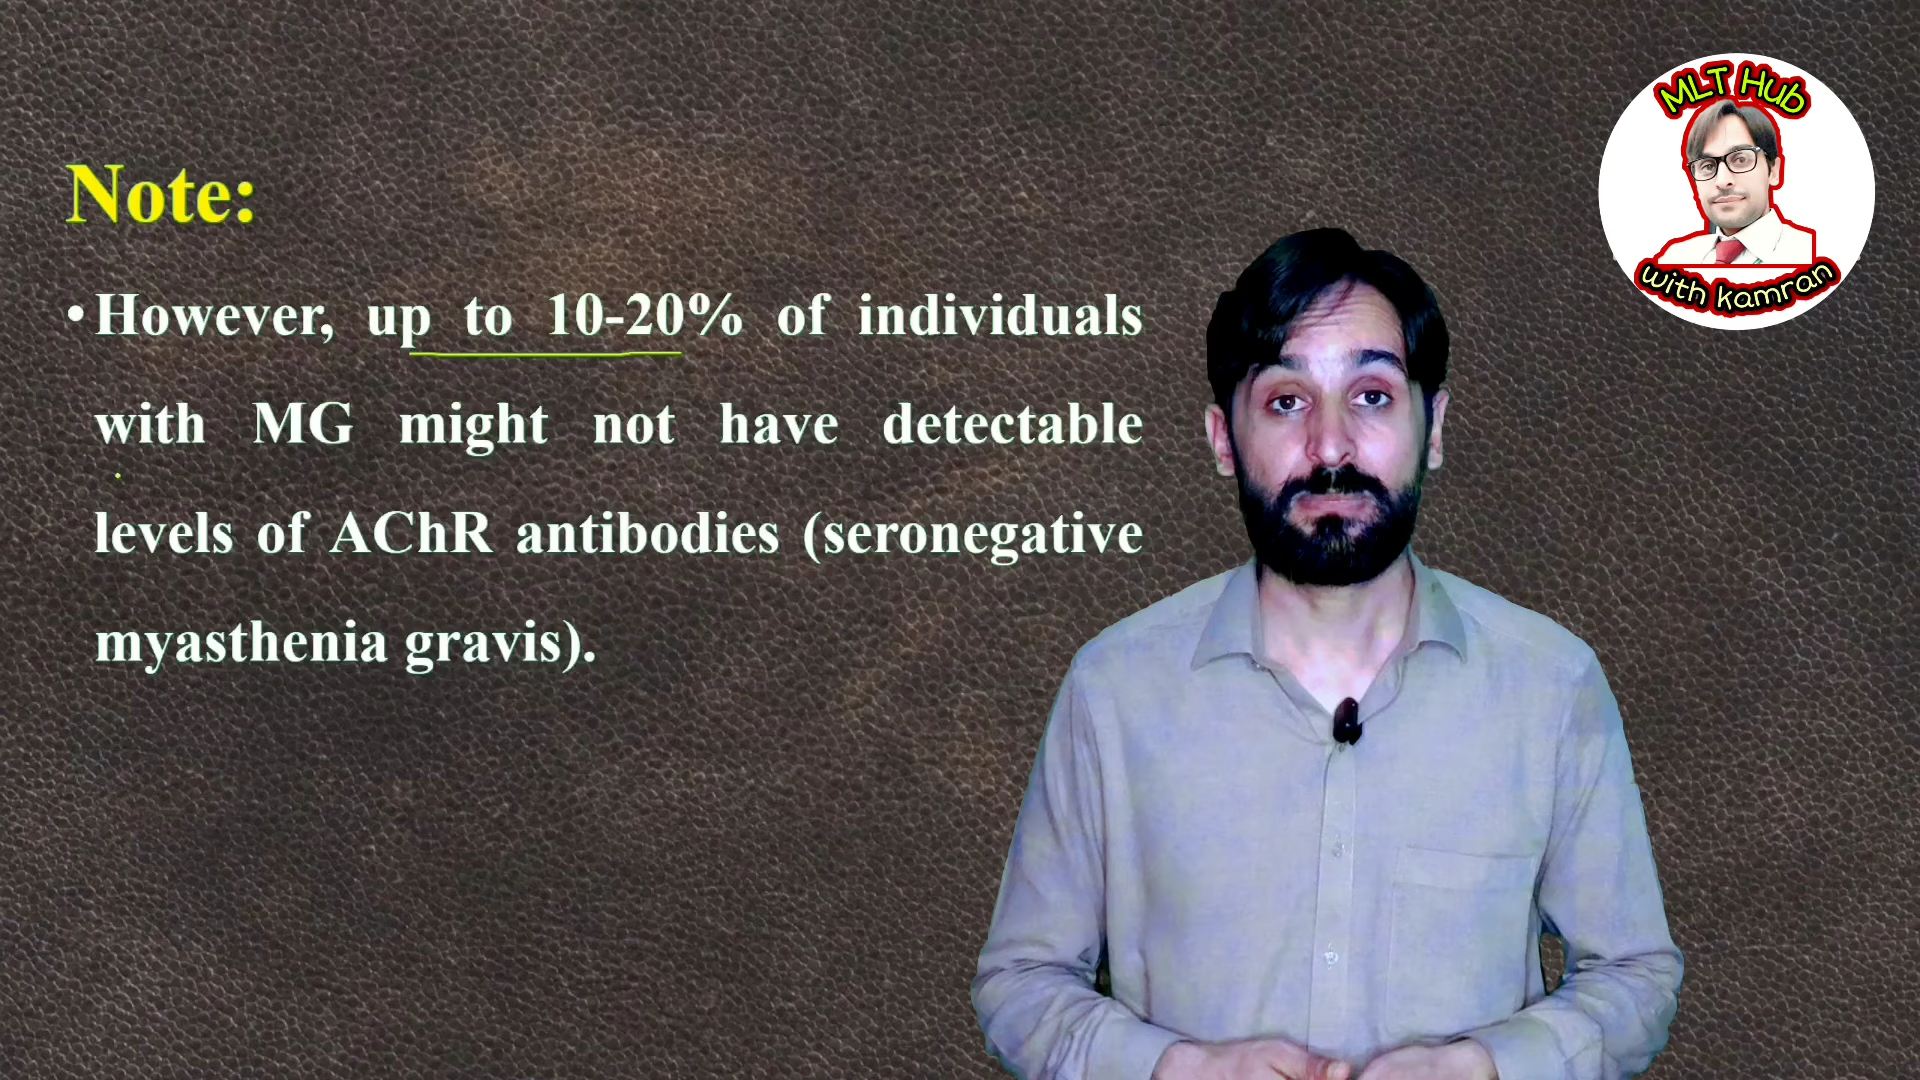 MLT Hub
with kamran
Note:
• However, up to 10-20% of individuals
with MG might not have detectable
levels of AChR antibodies (seronegative
myasthenia gravis).